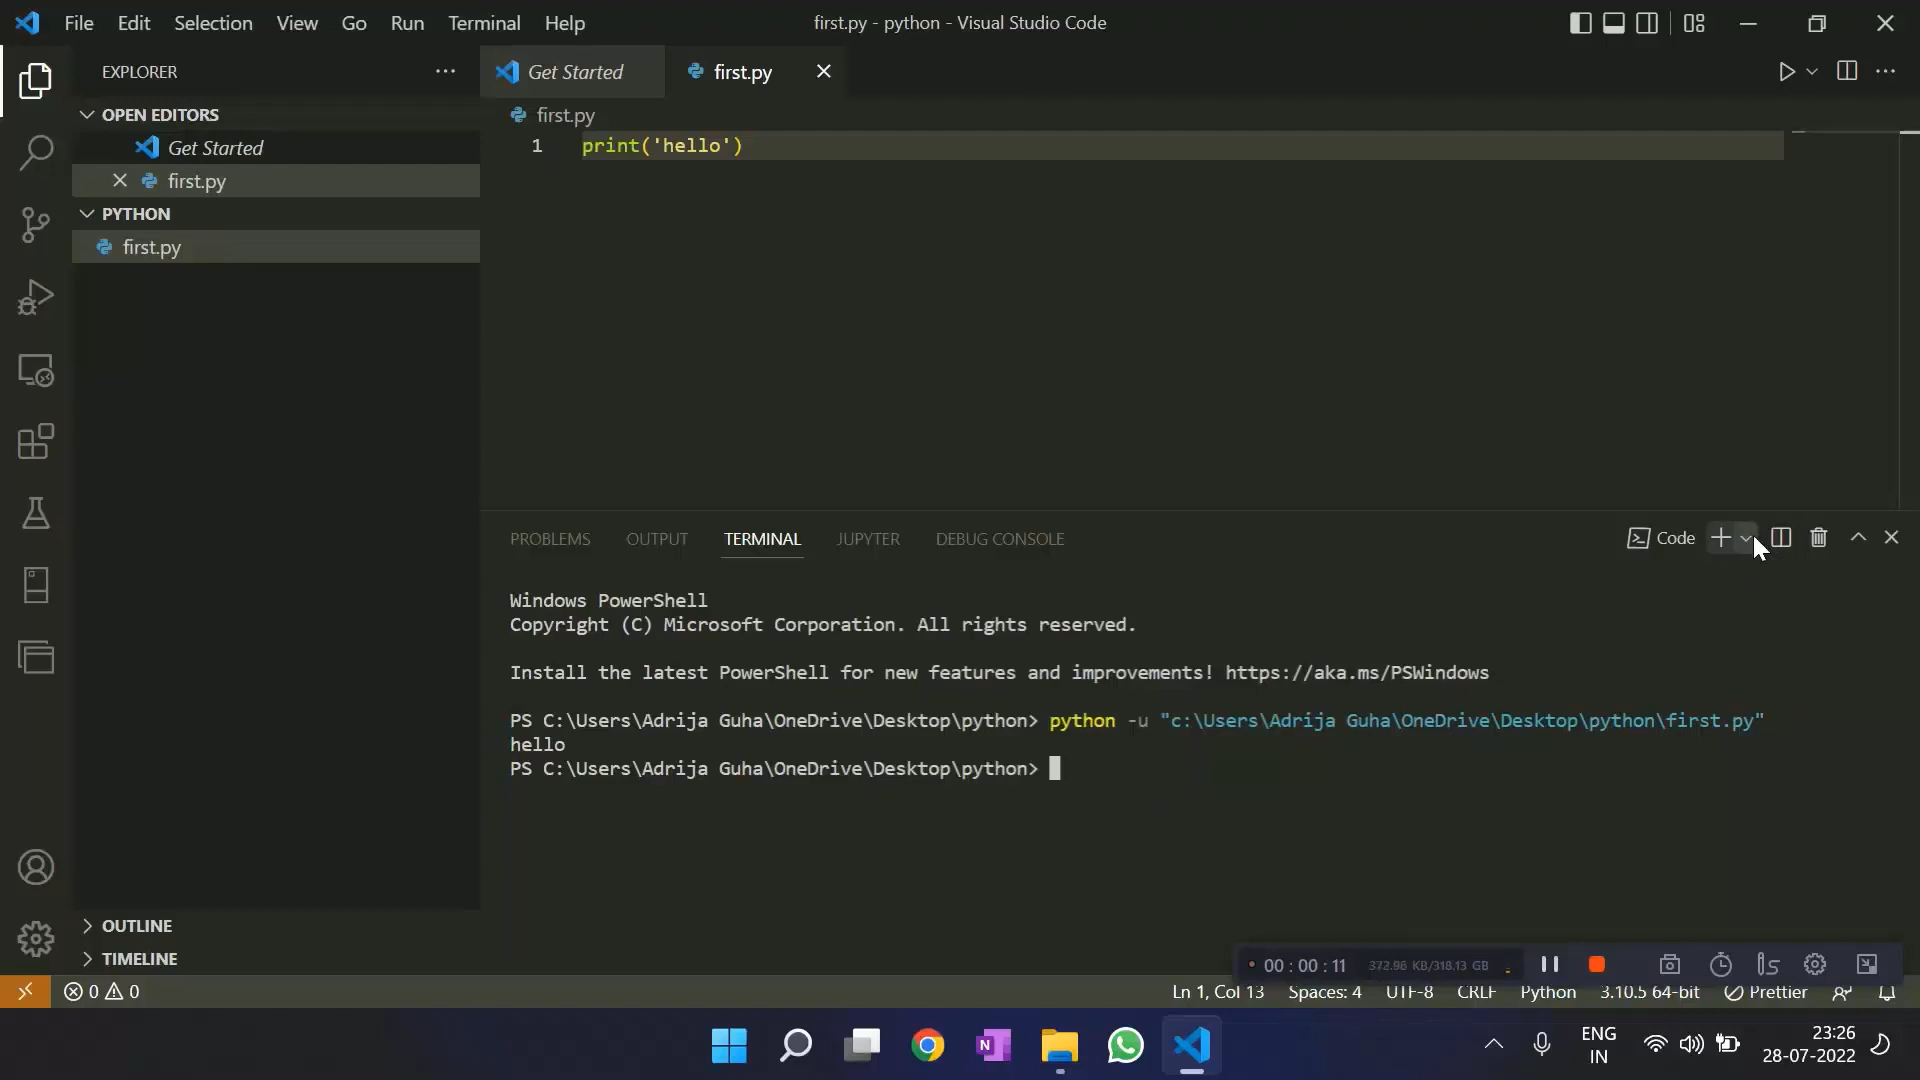 File Edit Selection View Go Run Terminal Help
first.py - python - Visual Studio Code
EXPLORER
OPEN EDITORS
Get Started
first.py
PYTHON
first.py
OUTLINE
TIMELINE
Get Started
first.py
first.py
1 print('hello')
PROBLEMS OUTPUT TERMINAL JUPYTER DEBUG CONSOLE
Code
Windows PowerShell
Copyright (C) Microsoft Corporation. All rights reserved.
Install the latest PowerShell for new features and improvements! https://aka.ms/PSWindows
PS C:\Users\Adrija Guha\OneDrive\Desktop\python> python -u "c:\Users\Adrija Guha\OneDrive\Desktop\python\first.py"
hello
PS C:\Users\Adrija Guha\OneDrive\Desktop\python>
00 : 00 : 11 372.96 KB/318.13 GB
0 0
Ln 1, Col 13 Spaces: 4 UTF-8 CRLF Python 3.10.5 64-bit Prettier
N
ENG
IN
23:26
28-07-2022